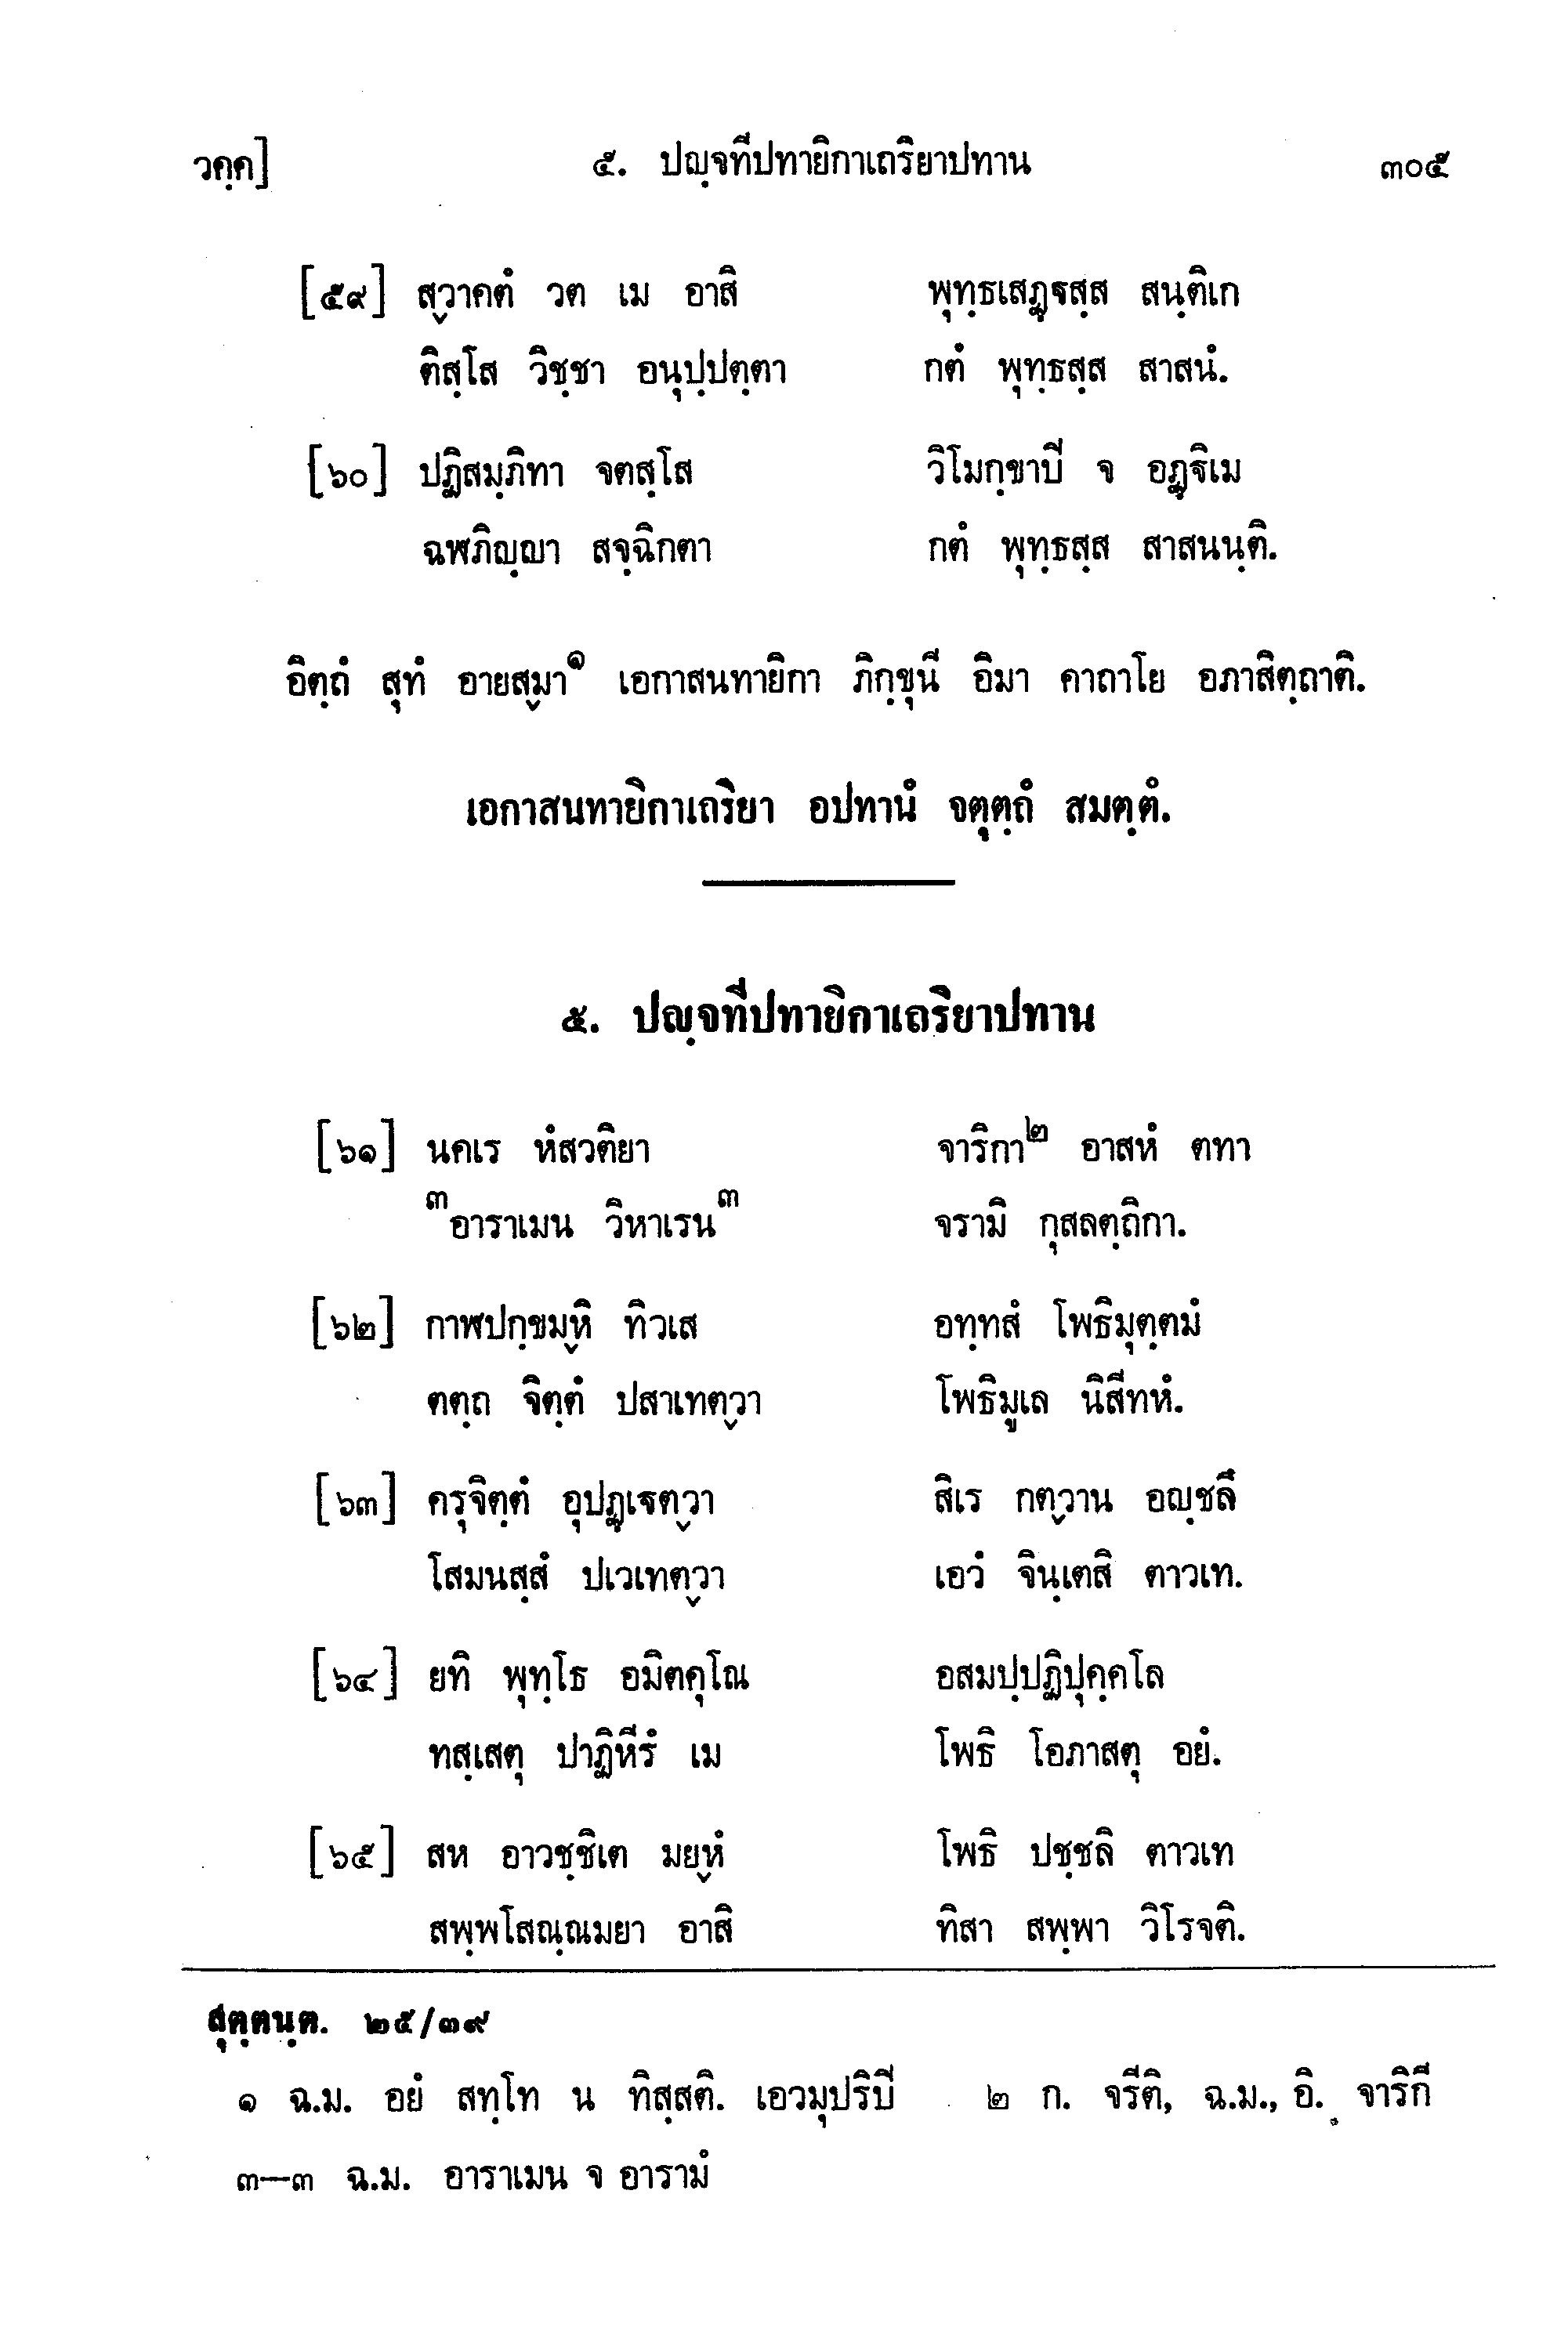 วคฺค] ๕. ปญฺจทีปทายิกาเถริยาปทาน ๓๐๕
[๕๙] สฺวาคตํ วต เม อาสิ พุทฺธเสฏฺฐสฺส สนฺติเก
ติสฺโส วิชฺชา อนุปฺปตฺตา กตํ พุทฺธสฺส สาสนํ.
[๖๐] ปฏิสมฺภิทา จตสฺโส วิโมกฺขาปี จ อฏฺฐิเม
ฉฬภิญฺญา สจฺฉิกตา กตํ พุทฺธสฺส สาสนนฺติ.
อิตฺถํ สุทํ อายสฺมา๑ เอกาสนทายิกา ภิกฺขุนี อิมา คาถาโย อภาสิตฺถาติ.
เอกาสนทายิกาเถริยา อปทานํ จตุตฺถํ สมตฺตํ.
๕. ปญฺจทีปทายิกาเถริยาปทาน
[๖๑] นคเร หํสวติยา จาริกา๒ อาสหํ ตทา
๓อาราเมน วิหาเรน๓ จรามิ กุสลตฺถิกา.
[๖๒] กาฬปกฺขมฺหิ ทิวเส อทฺทสํ โพธิมุตฺตมํ
ตตฺถ จิตฺตํ ปสาเทตฺวา โพธิมูเล นิสีทหํ.
[๖๓] ครุจิตฺตํ อุปฏฺฐเตฺวา สิเร กตฺวาน อญฺชลึ
โสมนสฺสํ ปเวเทตฺวา เอวํ จินฺเตสิ ตาวเท.
[๖๔] ยทิ พุทฺโธ อมิตคุโณ อสมปฺปฏิปุคฺคโล
ทสฺเสตุ ปาฏิหีรํ เม โพธิ โอภาสตุ อยํ.
[๖๕] สห อาวชฺชิเต มยฺหํ โพธิ ปชฺชลิ ตาวเท
สพฺพโสณฺณมยา อาสิ ทิสา สพฺพา วิโรจติ.
สุตฺตนฺต. ๒๕/๓๙
๑ ฉ.ม. อยํ สทฺโท น ทิสฺสติ. เอวมุปริปี ๒ ก. จรีติ, ฉ.ม., อิ. จาริกี
๓—๓ ฉ.ม. อาราเมน จ อารามํ